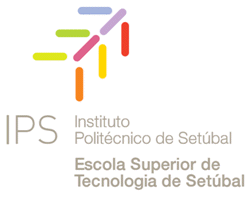 IPS
Instituto
Politécnico de Setúbal
Escola Superior de
Tecnologia de Setúbal